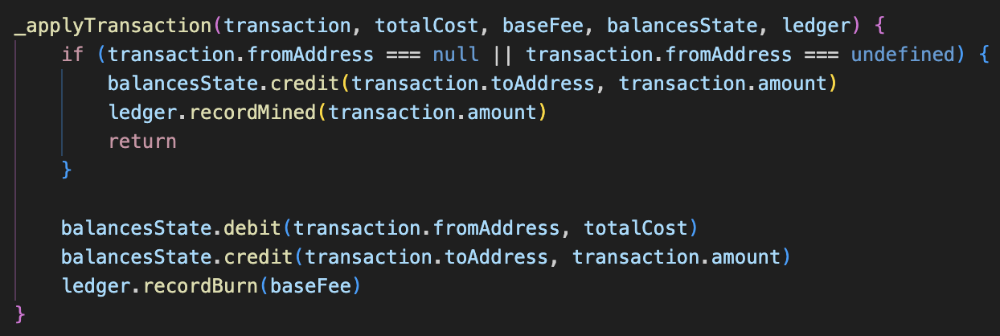 _applyTransaction(transaction, totalCost, baseFee, balancesState, ledger) {
    if (transaction.fromAddress === null || transaction.fromAddress === undefined) {
        balancesState.credit(transaction.toAddress, transaction.amount)
        ledger.recordMined(transaction.amount)
        return
    }

    balancesState.debit(transaction.fromAddress, totalCost)
    balancesState.credit(transaction.toAddress, transaction.amount)
    ledger.recordBurn(baseFee)
}